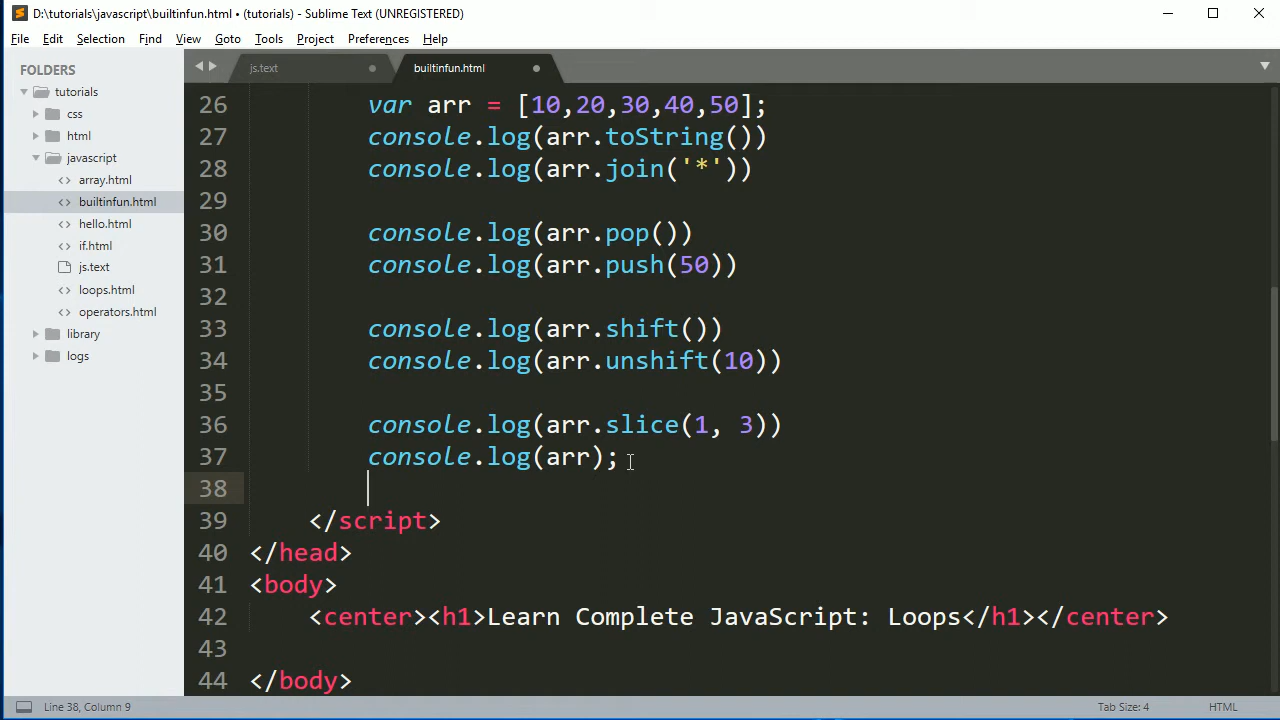 D:\tutorials\javascript\builtinfun.html • (tutorials) - Sublime Text (UNREGISTERED)
File Edit Selection Find View Goto Tools Project Preferences Help
FOLDERS
tutorials
css
html
javascript
array.html
builtinfun.html
hello.html
if.html
js.text
loops.html
operators.html
library
logs
js.text
builtinfun.html
26 var arr = [10,20,30,40,50];
27 console.log(arr.toString())
28 console.log(arr.join('*'))
29
30 console.log(arr.pop())
31 console.log(arr.push(50))
32
33 console.log(arr.shift())
34 console.log(arr.unshift(10))
35
36 console.log(arr.slice(1, 3))
37 console.log(arr);
38
39 </script>
40 </head>
41 <body>
42 <center><h1>Learn Complete JavaScript: Loops</h1></center>
43
44 </body>
Line 38, Column 9
Tab Size: 4
HTML